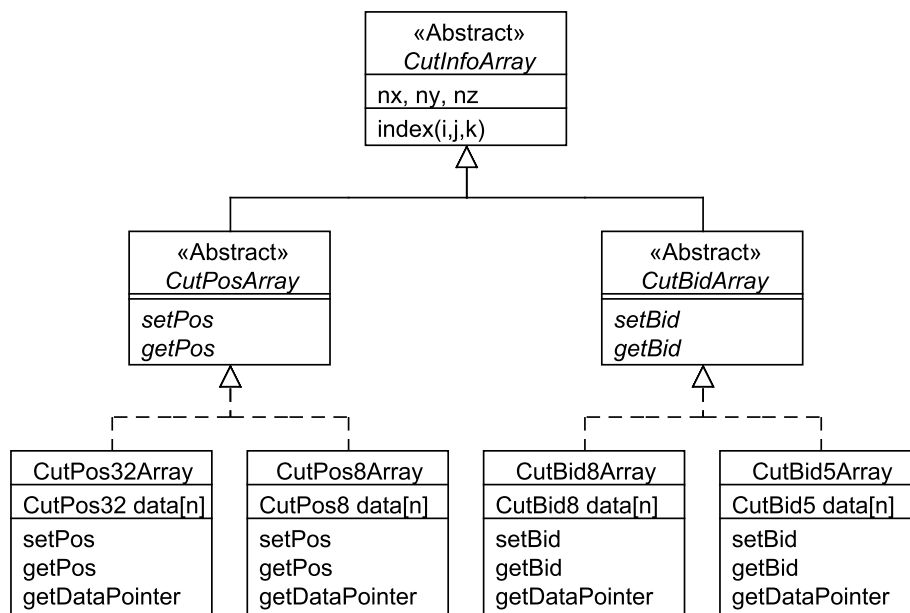 «Abstract»
CutInfoArray
nx, ny, nz
index(i,j,k)
«Abstract»
CutPosArray
setPos
getPos
«Abstract»
CutBidArray
setBid
getBid
CutPos32Array
CutPos32 data[n]
setPos
getPos
getDataPointer
CutPos8Array
CutPos8 data[n]
setPos
getPos
getDataPointer
CutBid8Array
CutBid8 data[n]
setBid
getBid
getDataPointer
CutBid5Array
CutBid5 data[n]
setBid
getBid
getDataPointer